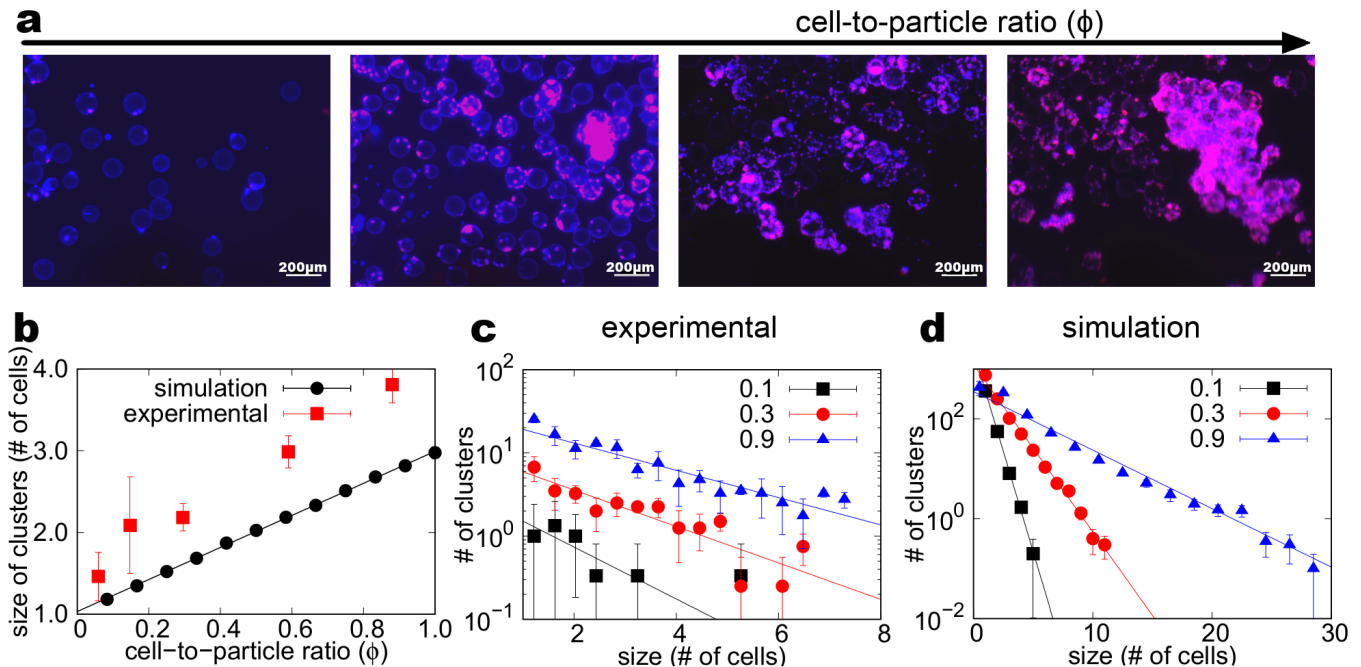 a
cell-to-particle ratio (ϕ)
200µm
200µm
200µm
200µm
b
size of clusters (# of cells)
4.0
3.0
2.0
1.0
simulation
experimental
0 0.2 0.4 0.6 0.8 1.0
cell−to−particle ratio (ϕ)
c
experimental
# of clusters
10²
10¹
10⁰
10⁻¹
0.1
0.3
0.9
2 4 6 8
size (# of cells)
d
simulation
# of clusters
10²
10⁰
10⁻²
0.1
0.3
0.9
0 10 20 30
size (# of cells)